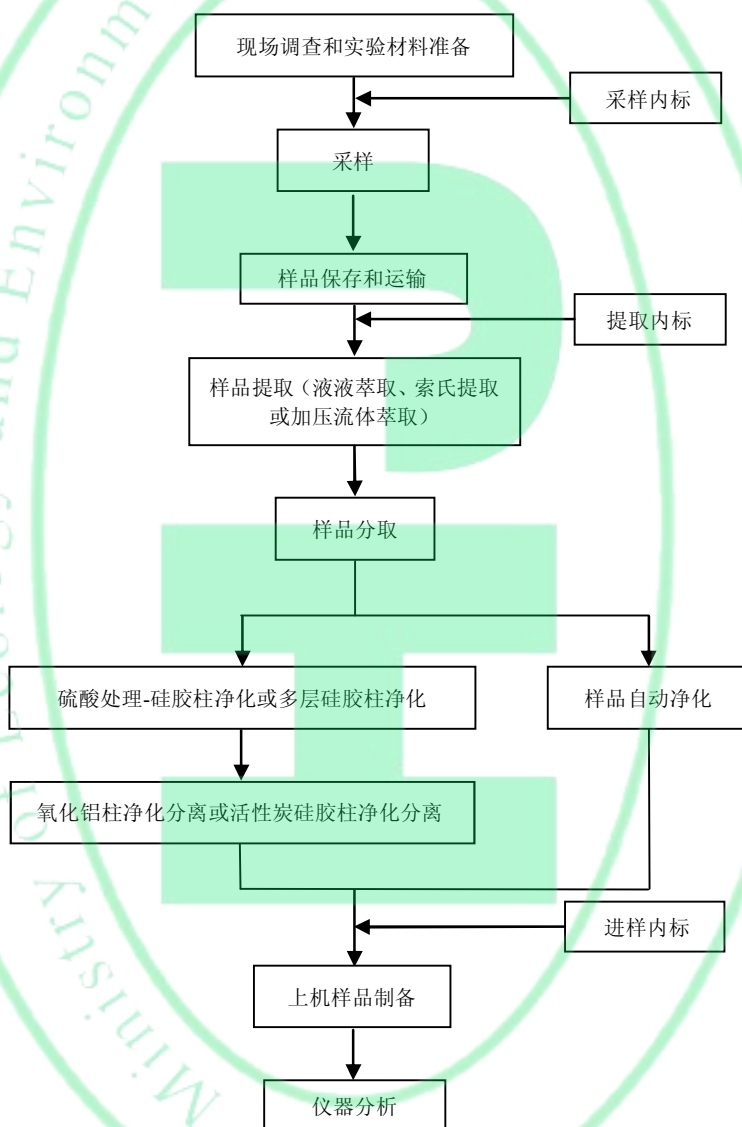 现场调查和实验材料准备
采样内标
采样
样品保存和运输
提取内标
样品提取（液液萃取、索氏提取
或加压流体萃取）
样品分取
硫酸处理-硅胶柱净化或多层硅胶柱净化
样品自动净化
氧化铝柱净化分离或活性炭硅胶柱净化分离
进样内标
上机样品制备
仪器分析
Ministry of Ecology and Environm